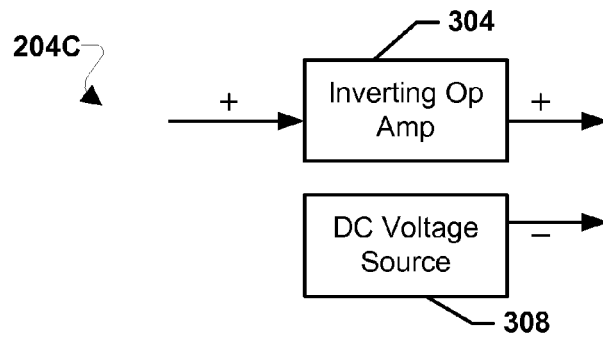 204C
304
+
Inverting Op
Amp
+
DC Voltage
Source
–
308